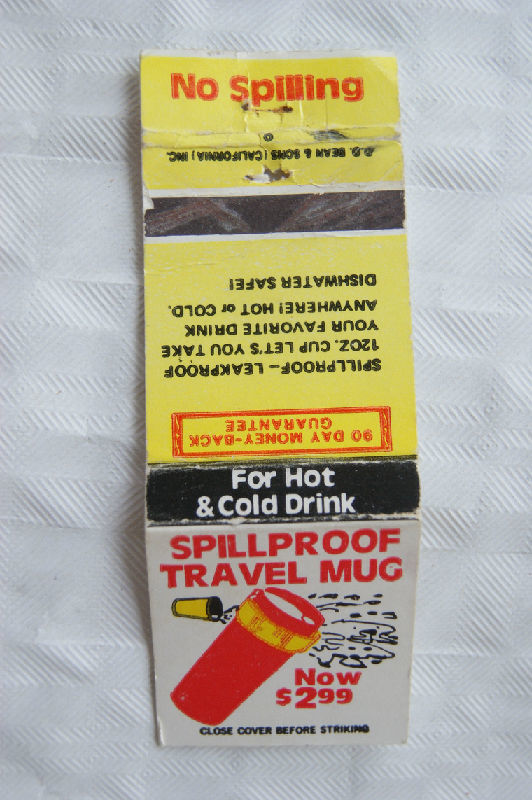 No Spilling
©
D.D. BEAN & SONS (CALIFORNIA) INC.
90 DAY MONEY-BACK
GUARANTEE
SPILLPROOF—LEAKPROOF
12OZ. CUP LET'S YOU TAKE
YOUR FAVORITE DRINK
ANYWHERE! HOT or COLD.
DISHWATER SAFE!
For Hot
& Cold Drink
SPILLPROOF
TRAVEL MUG
Now
$2.99
CLOSE COVER BEFORE STRIKING